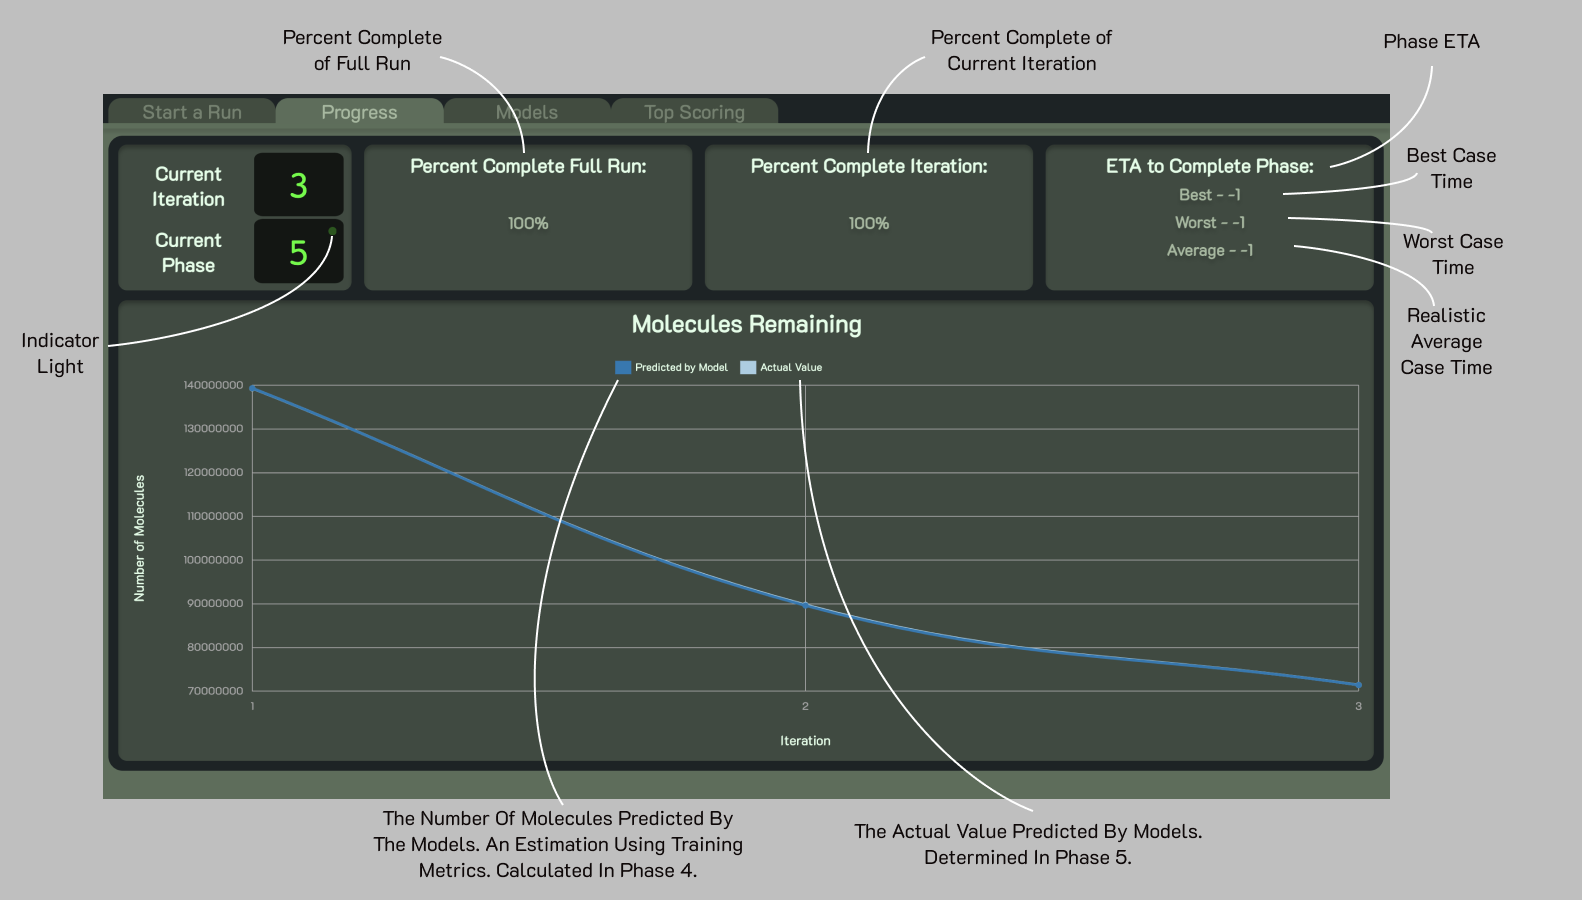 Percent Complete
of Full Run
Percent Complete of
Current Iteration
Phase ETA
Start a Run
Progress
Models
Top Scoring
Current
Iteration
3
Current
Phase
5
Percent Complete Full Run:
100%
Percent Complete Iteration:
100%
ETA to Complete Phase:
Best - -1
Worst - -1
Average - -1
Best Case
Time
Worst Case
Time
Realistic
Average
Case Time
Indicator
Light
Molecules Remaining
Predicted by Model
Actual Value
Number of Molecules
140000000
130000000
120000000
110000000
100000000
90000000
80000000
70000000
1
2
3
Iteration
The Number Of Molecules Predicted By
The Models. An Estimation Using Training
Metrics. Calculated In Phase 4.
The Actual Value Predicted By Models.
Determined In Phase 5.